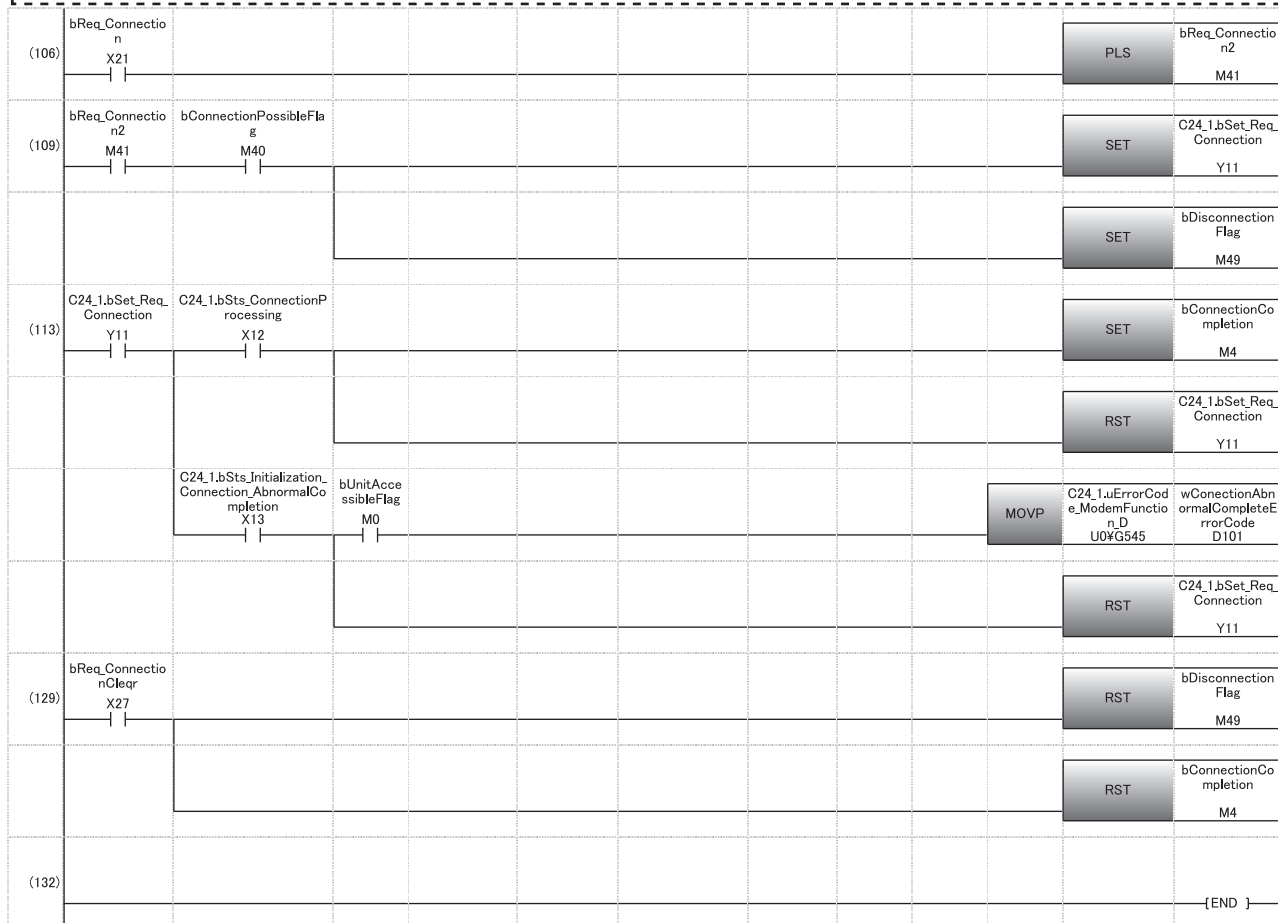 bReq_Connectio
n
(106)
X21
PLS
bReq_Connectio
n2
M41
bReq_Connectio
n2
bConnectionPossibleFla
g
(109)
M41
M40
SET
C24_1.bSet_Req_
Connection
Y11
SET
bDisconnection
Flag
M49
C24_1.bSet_Req_
Connection
C24_1.bSts_ConnectionP
rocessing
(113)
Y11
X12
SET
bConnectionCo
mpletion
M4
RST
C24_1.bSet_Req_
Connection
Y11
C24_1.bSts_Initialization_
Connection_AbnormalCo
mpletion
X13
bUnitAcce
ssibleFlag
M0
MOVP
C24_1.uErrorCod
e_ModemFunctio
n_D
U0¥G545
wConectionAbn
ormalCompleteE
rrorCode
D101
RST
C24_1.bSet_Req_
Connection
Y11
bReq_Connectio
nCleqr
(129)
X27
RST
bDisconnection
Flag
M49
RST
bConnectionCo
mpletion
M4
(132)
[END ]